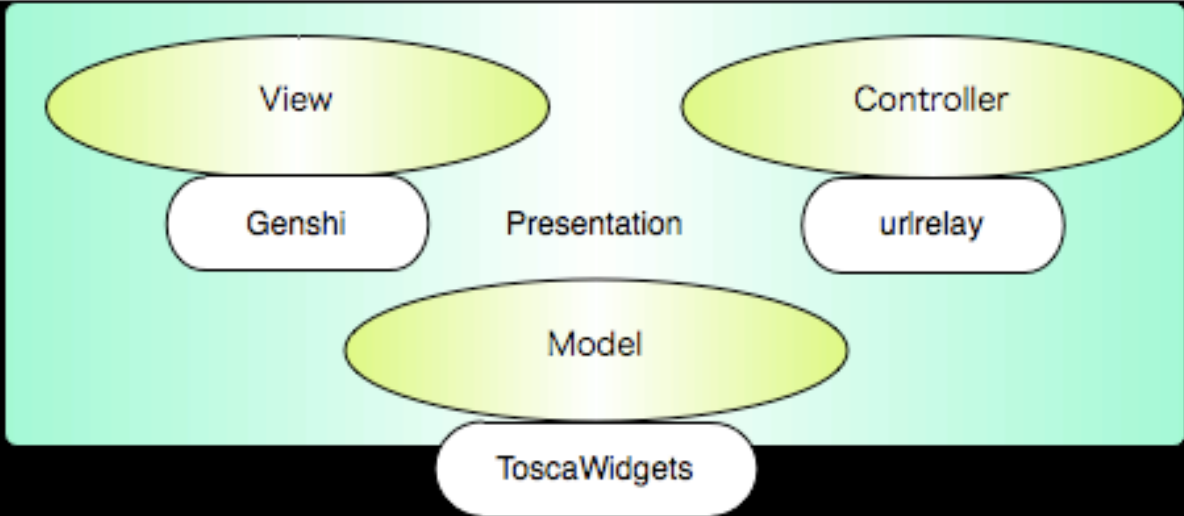 View
Controller
Genshi
Presentation
urlrelay
Model
ToscaWidgets